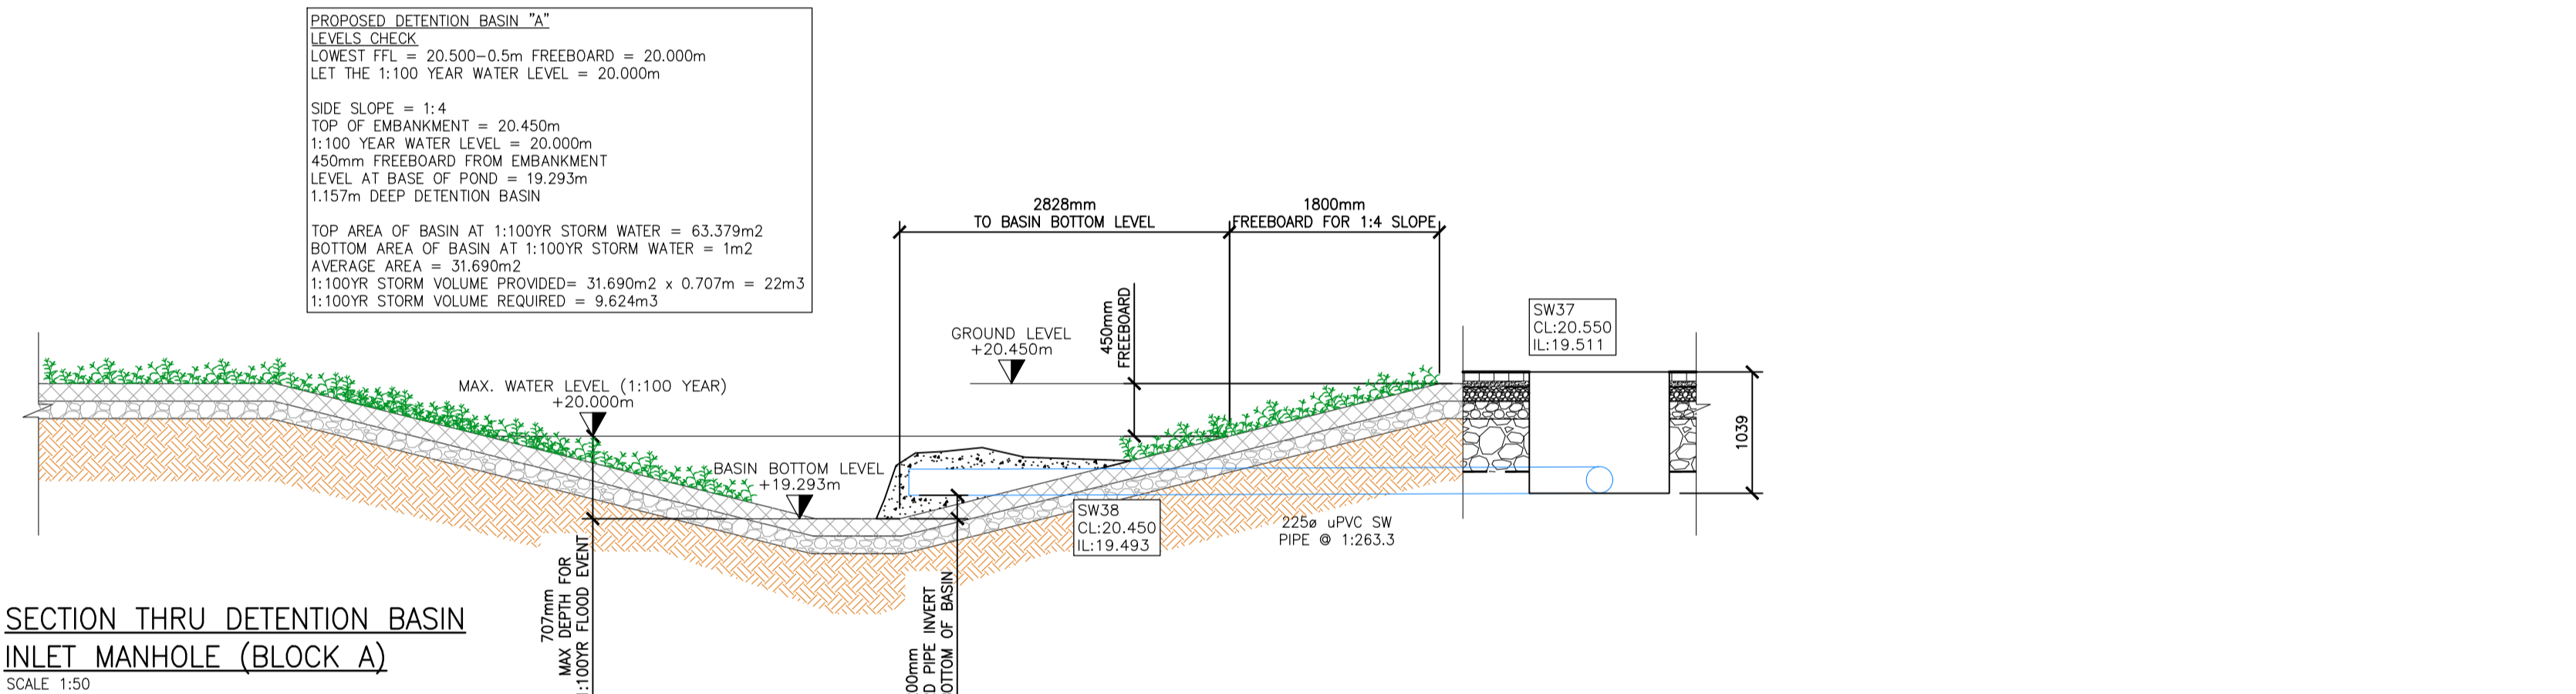 PROPOSED DETENTION BASIN "A"
LEVELS CHECK
LOWEST FFL = 20.500-0.5m FREEBOARD = 20.000m
LET THE 1:100 YEAR WATER LEVEL = 20.000m
SIDE SLOPE = 1:4
TOP OF EMBANKMENT = 20.450m
1:100 YEAR WATER LEVEL = 20.000m
450mm FREEBOARD FROM EMBANKMENT
LEVEL AT BASE OF POND = 19.293m
1.157m DEEP DETENTION BASIN
TOP AREA OF BASIN AT 1:100YR STORM WATER = 63.379m2
BOTTOM AREA OF BASIN AT 1:100YR STORM WATER = 1m2
AVERAGE AREA = 31.690m2
1:100YR STORM VOLUME PROVIDED= 31.690m2 x 0.707m = 22m3
1:100YR STORM VOLUME REQUIRED = 9.624m3
2828mm
TO BASIN BOTTOM LEVEL
1800mm
FREEBOARD FOR 1:4 SLOPE
450mm
FREEBOARD
GROUND LEVEL
+20.450m
SW37
CL:20.550
IL:19.511
MAX. WATER LEVEL (1:100 YEAR)
+20.000m
BASIN BOTTOM LEVEL
+19.293m
1039
SW38
CL:20.450
IL:19.493
225ø uPVC SW
PIPE @ 1:263.3
707mm
MAX DEPTH FOR
1:100YR FLOOD EVENT
00mm
D PIPE INVERT
OTTOM OF BASIN
SECTION THRU DETENTION BASIN
INLET MANHOLE (BLOCK A)
SCALE 1:50